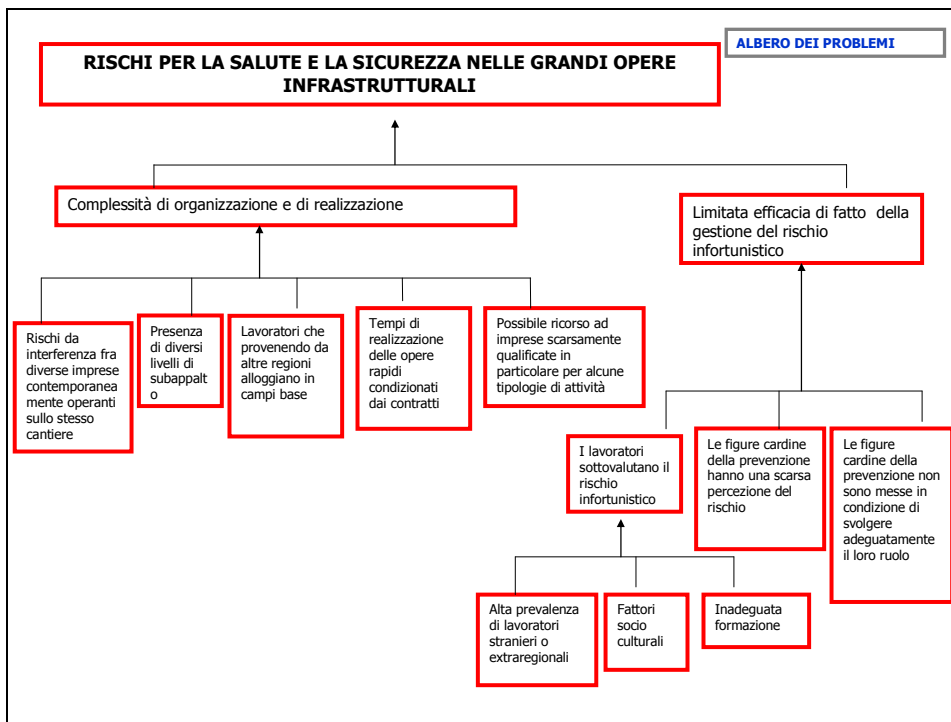 ALBERO DEI PROBLEMI
RISCHI PER LA SALUTE E LA SICUREZZA NELLE GRANDI OPERE
INFRASTRUTTURALI
Complessità di organizzazione e di realizzazione
Limitata efficacia di fatto della
gestione del rischio
infortunistico
Rischi da
interferenza fra
diverse imprese
contemporanea
mente operanti
sullo stesso
cantiere
Presenza
di diversi
livelli di
subappalt
o
Lavoratori che
provenendo da
altre regioni
alloggiano in
campi base
Tempi di
realizzazione
delle opere
rapidi
condizionati
dai contratti
Possibile ricorso ad
imprese scarsamente
qualificate in
particolare per alcune
tipologie di attività
I lavoratori
sottovalutano il
rischio
infortunistico
Le figure cardine
della prevenzione
hanno una scarsa
percezione del
rischio
Le figure
cardine della
prevenzione non
sono messe in
condizione di
svolgere
adeguatamente
il loro ruolo
Alta prevalenza
di lavoratori
stranieri o
extraregionali
Fattori
socio
culturali
Inadeguata
formazione